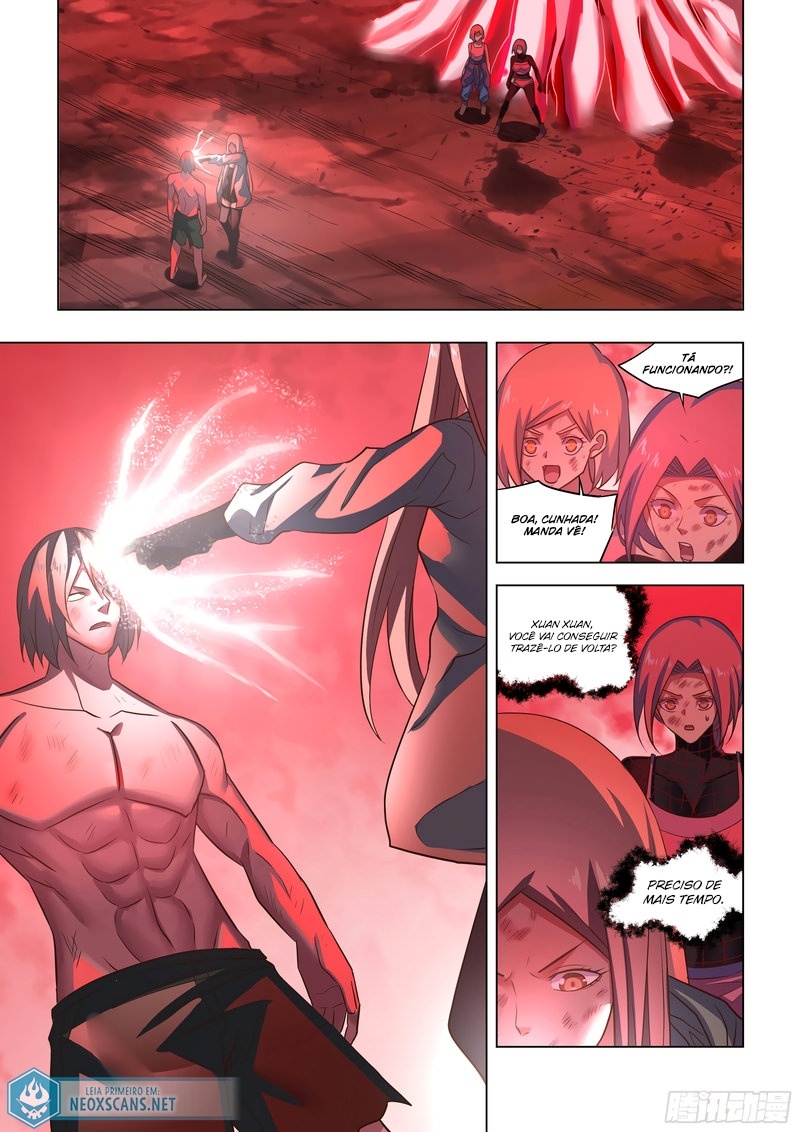 TÁ
FUNCIONANDO?!
BOA, CUNHADA!
MANDA VÊ!
XUAN XUAN,
VOCÊ VAI CONSEGUIR
TRAZÊ-LO DE VOLTA?
PRECISO DE
MAIS TEMPO.
LEIA PRIMEIRO EM:
NEOXSCANS.NET
腾讯动漫